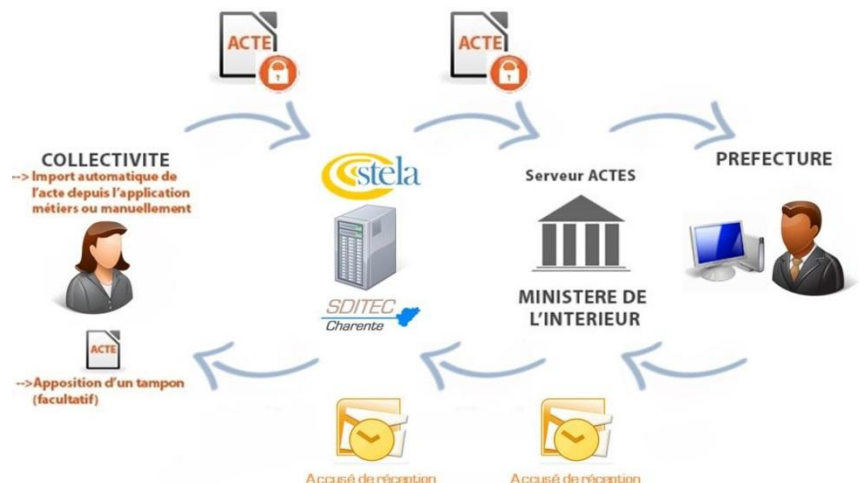 ACTE
ACTE
COLLECTIVITE
--> Import automatique de
l'acte depuis l'application
métiers ou manuellement
stela
Serveur ACTES
PREFECTURE
SDITEC
Charente
MINISTERE DE
L'INTERIEUR
ACTE
-->Apposition d'un tampon
(facultatif)
Accusé de réception
Accusé de réception